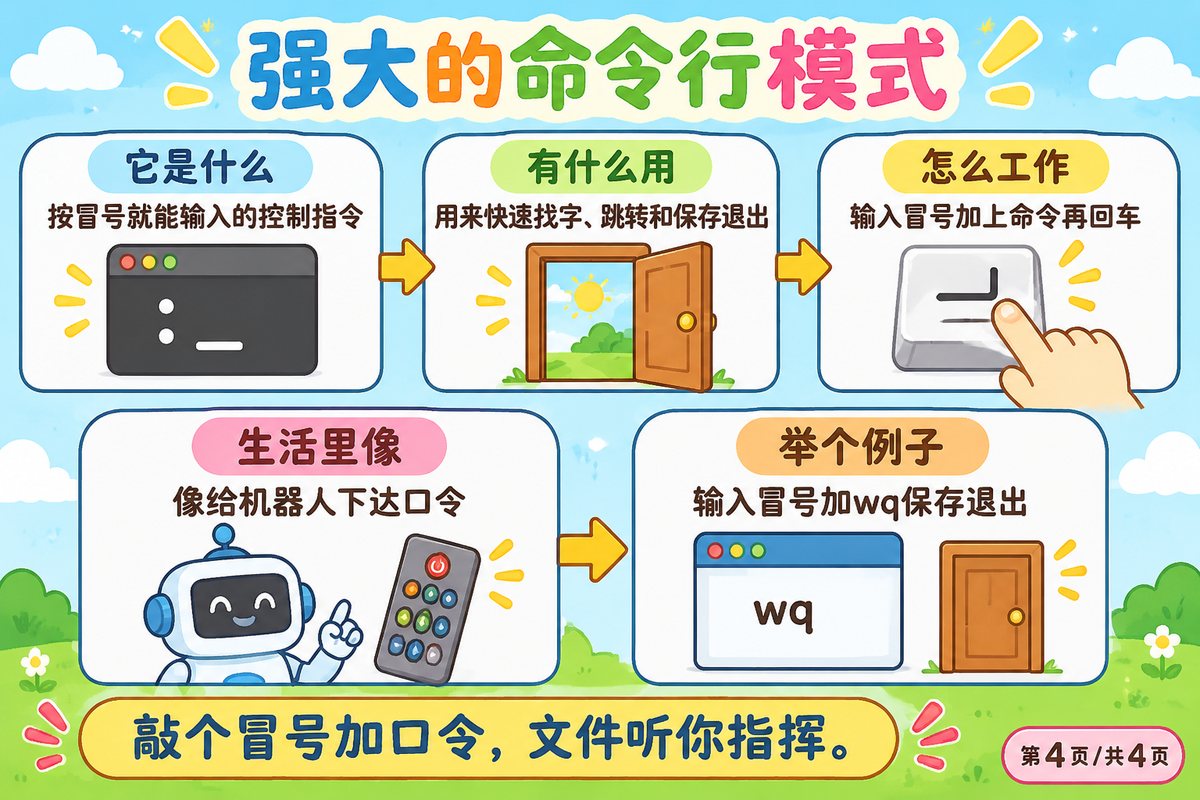 强大的命令行模式
它是什么
按冒号就能输入的控制指令
:_
有什么用
用来快速找字、跳转和保存退出
怎么工作
输入冒号加上命令再回车
生活里像
像给机器人下达口令
举个例子
输入冒号加wq保存退出
wq
敲个冒号加口令，文件听你指挥。
第4页/共4页